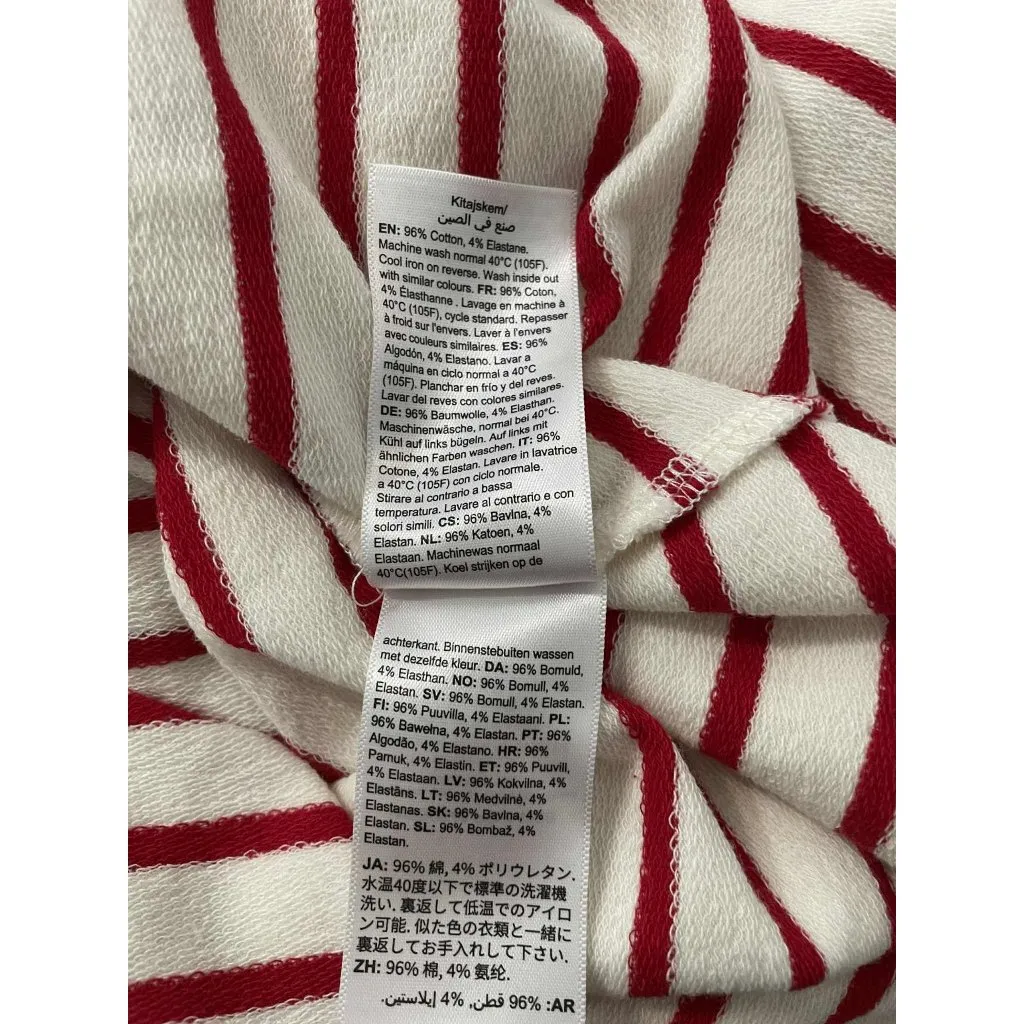 Kitajskem/
صنع في الصين
EN: 96% Cotton, 4% Elastane.
Machine wash normal 40°C (105F).
Cool iron on reverse. Wash inside out
with similar colours. FR: 96% Coton,
4% Élasthanne . Lavage en machine à
40°C (105F), cycle standard. Repasser
à froid sur l'envers. Laver à l'envers
avec couleurs similaires. ES: 96%
Algodón, 4% Elastano. Lavar a
máquina en ciclo normal a 40°C
(105F). Planchar en frío y del reves.
Lavar del reves con colores similares.
DE: 96% Baumwolle, 4% Elasthan.
Maschinenwäsche, normal bei 40°C.
Kühl auf links bügeln. Auf links mit
ähnlichen Farben waschen. IT: 96%
Cotone, 4% Elastan. Lavare in lavatrice
a 40°C (105F) con ciclo normale.
Stirare al contrario a bassa
temperatura. Lavare al contrario e con
solori simili. CS: 96% Bavlna, 4%
Elastan. NL: 96% Katoen, 4%
Elastaan. Machinewas normaal
40°C(105F). Koel strijken op de
achterkant. Binnenstebuiten wassen
met dezelfde kleur. DA: 96% Bomuld,
4% Elasthan. NO: 96% Bomull, 4%
Elastan. SV: 96% Bomull, 4% Elastan.
FI: 96% Puuvilla, 4% Elastaani. PL:
96% Bawełna, 4% Elastan. PT: 96%
Algodão, 4% Elastano. HR: 96%
Pamuk, 4% Elastin. ET: 96% Puuvill,
4% Elastaan. LV: 96% Kokvilna, 4%
Elastāns. LT: 96% Medvilnė, 4%
Elastanas. SK: 96% Bavlna, 4%
Elastan. SL: 96% Bombaž, 4%
Elastan.
JA: 96% 綿, 4% ポリウレタン.
水温40度以下で標準の洗濯機
洗い. 裏返して低温でのアイロ
ン可能. 似た色の衣類と一緒に
裏返してお手入れして下さい.
ZH: 96% 棉, 4% 氨纶.
AR: 96% قطن, 4% إيلاستين.